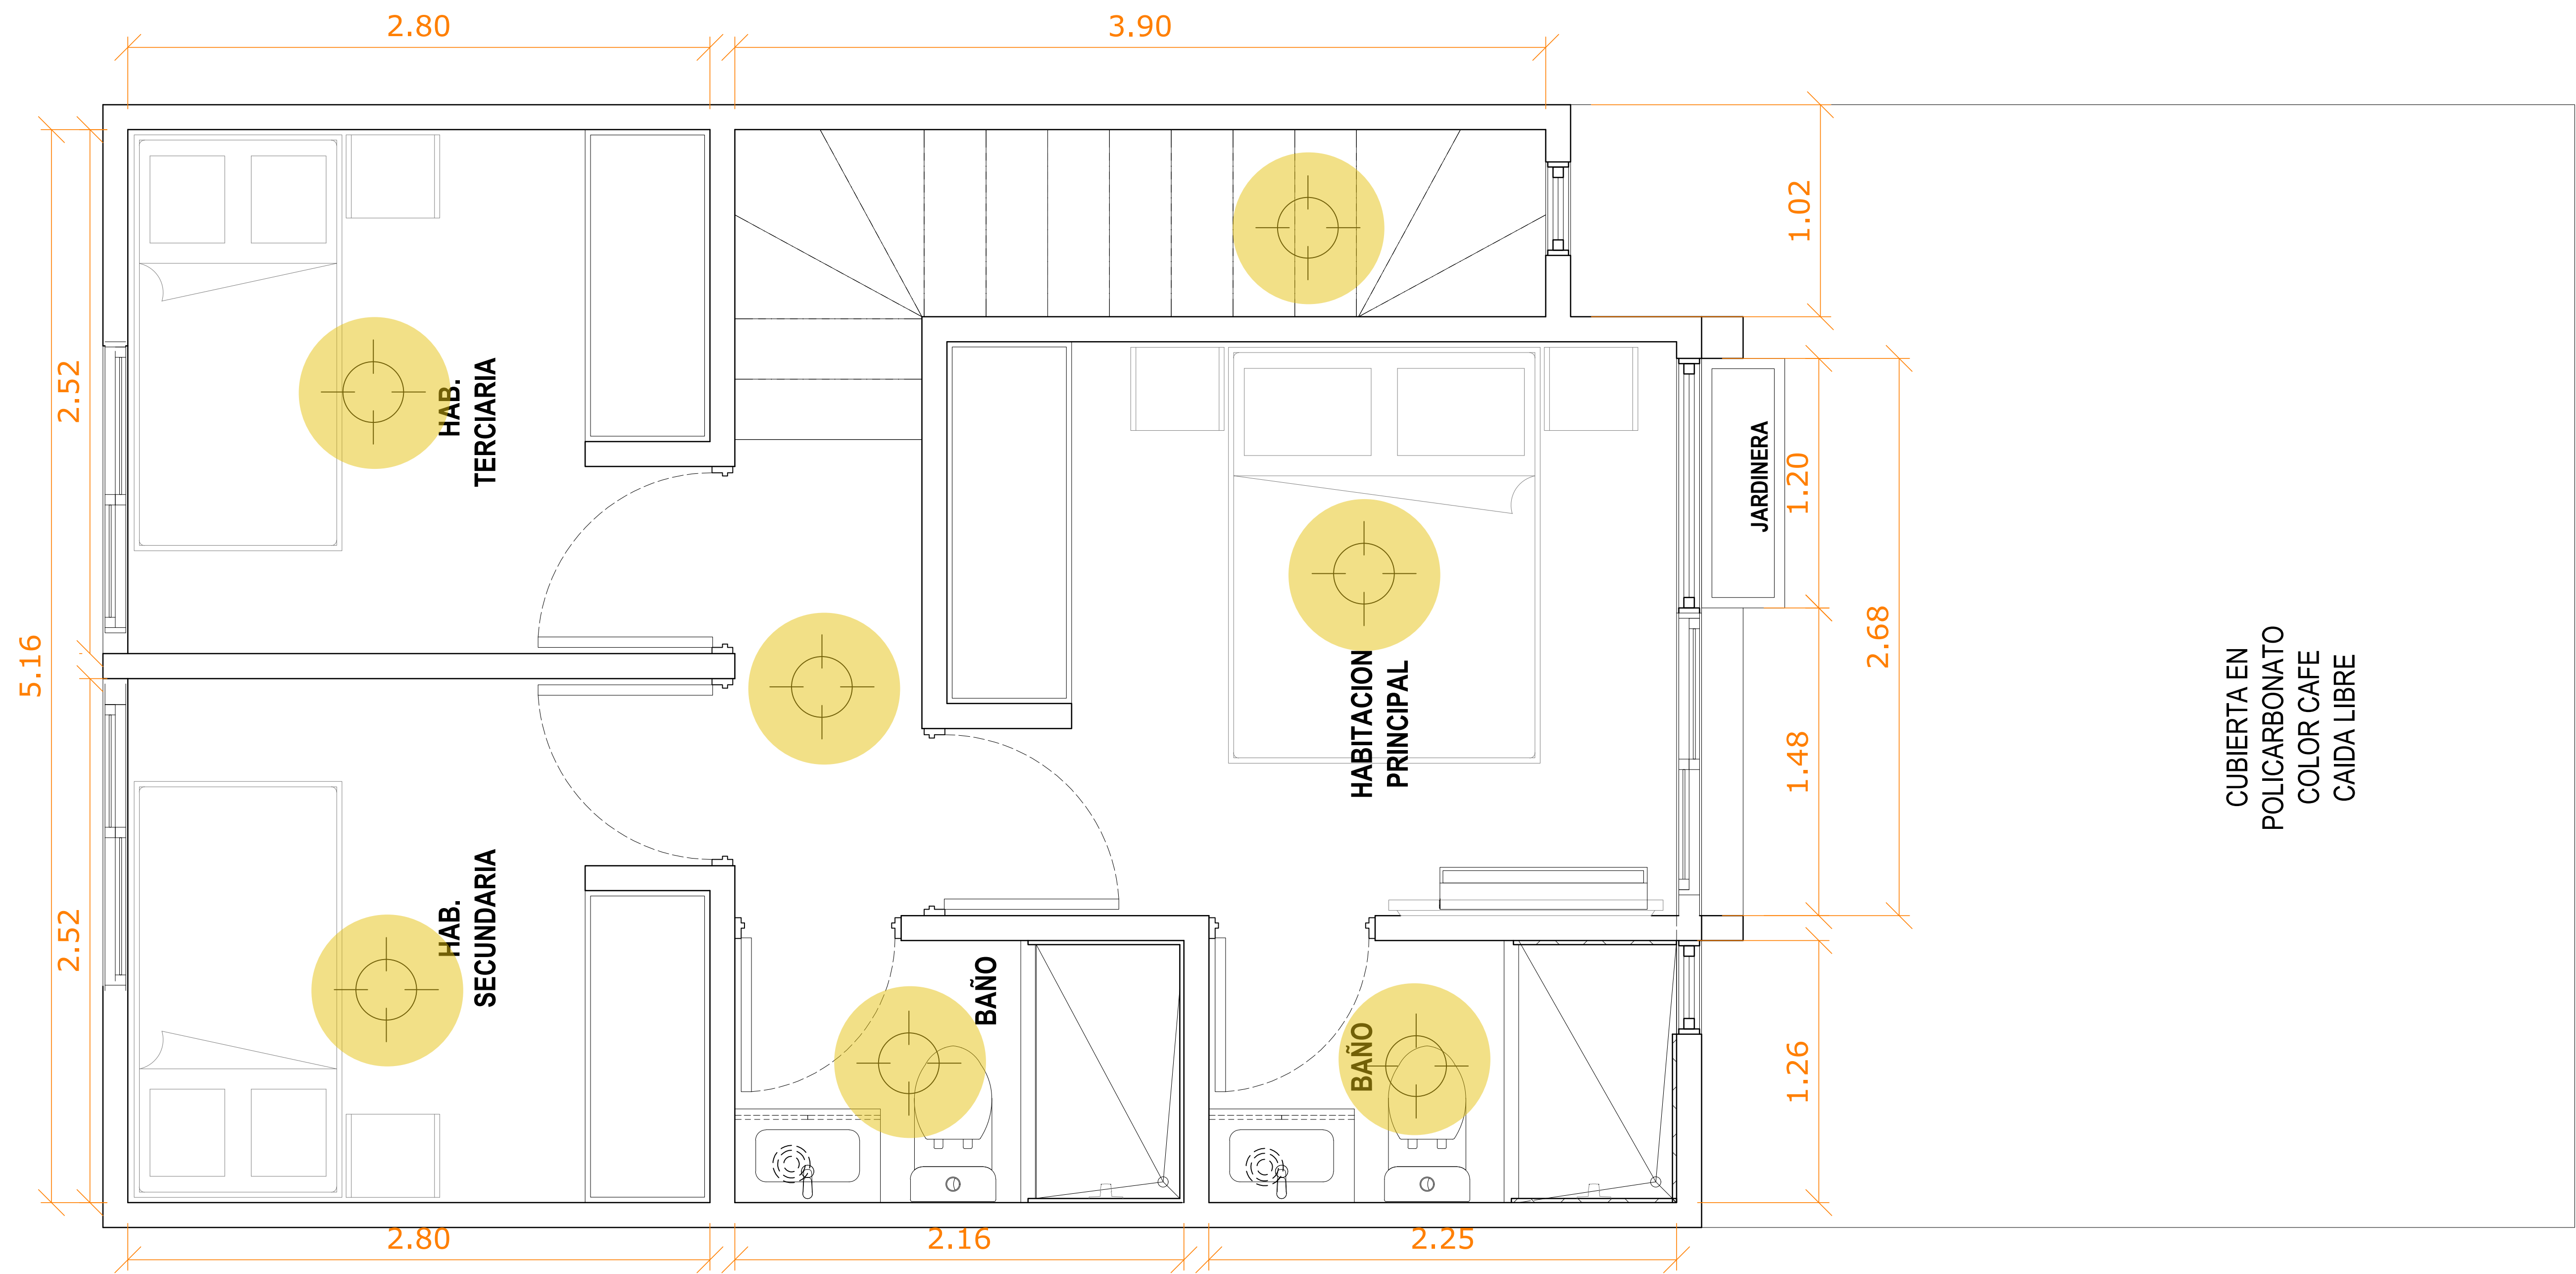 2.80
3.90
5.16
2.52
2.52
HAB.
TERCIARIA
HAB.
SECUNDARIA
HABITACION
PRINCIPAL
BAÑO
BAÑO
JARDINERA
1.02
1.20
2.68
1.48
1.26
CUBIERTA EN
POLICARBONATO
COLOR CAFE
CAIDA LIBRE
2.80
2.16
2.25